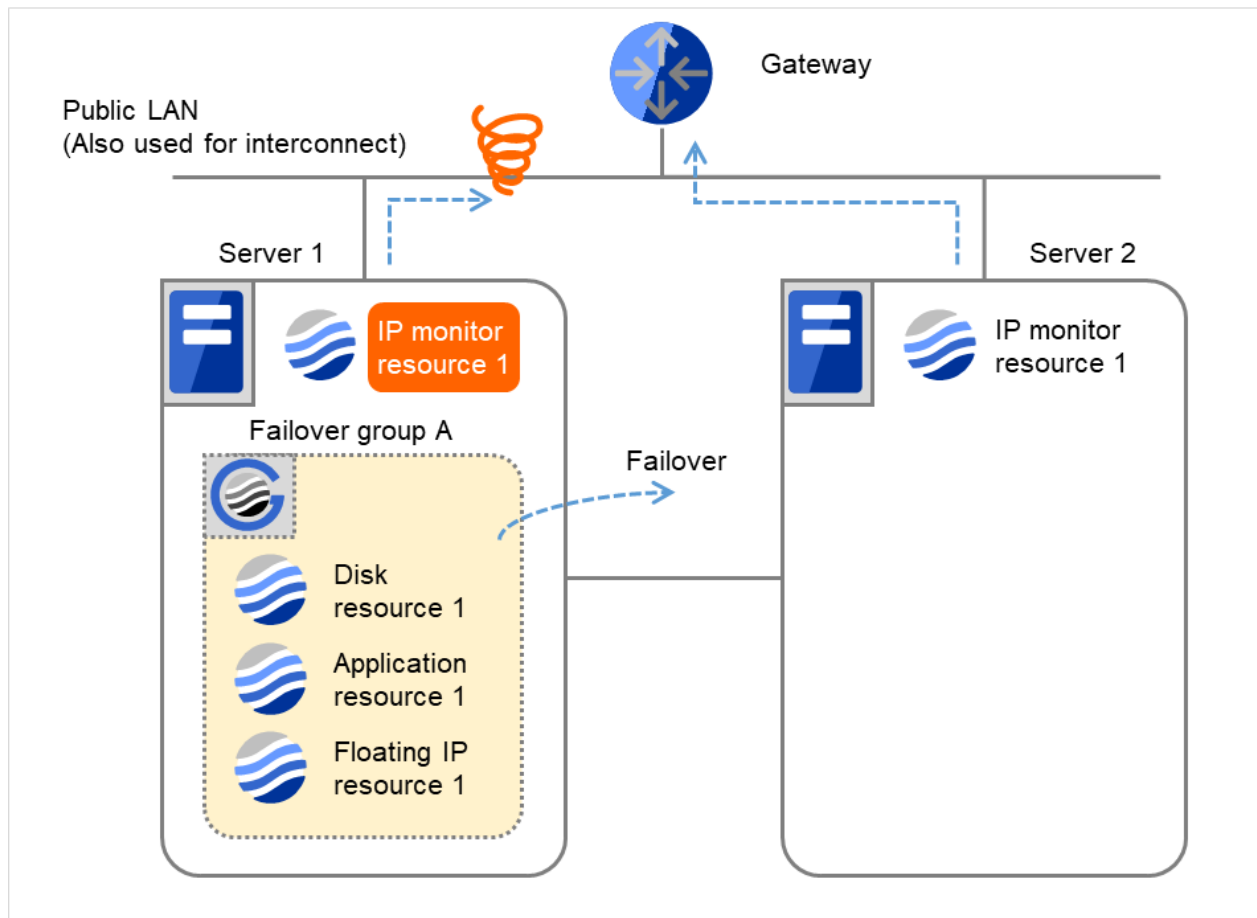 Gateway
Public LAN
(Also used for interconnect)
Server 1
Server 2
IP monitor
resource 1
IP monitor
resource 1
Failover group A
Failover
Disk
resource 1
Application
resource 1
Floating IP
resource 1